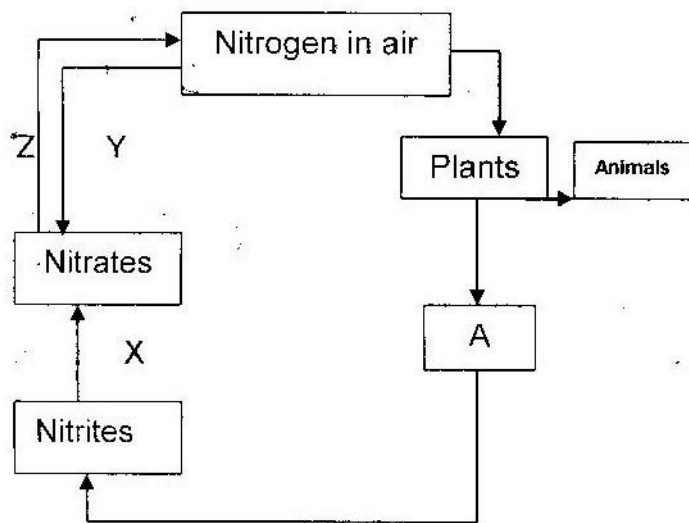 Nitrogen in air
Z
Y
Plants
Animals
Nitrates
A
X
Nitrites